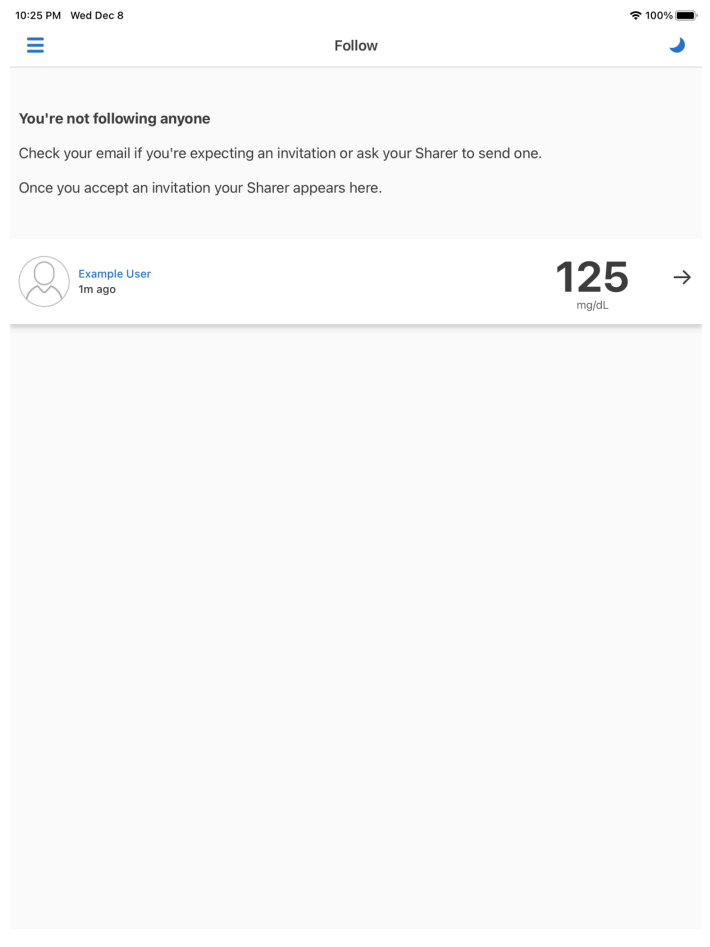 10:25 PM Wed Dec 8
100%
Follow
You're not following anyone
Check your email if you're expecting an invitation or ask your Sharer to send one.
Once you accept an invitation your Sharer appears here.
Example User
1m ago
125
mg/dL